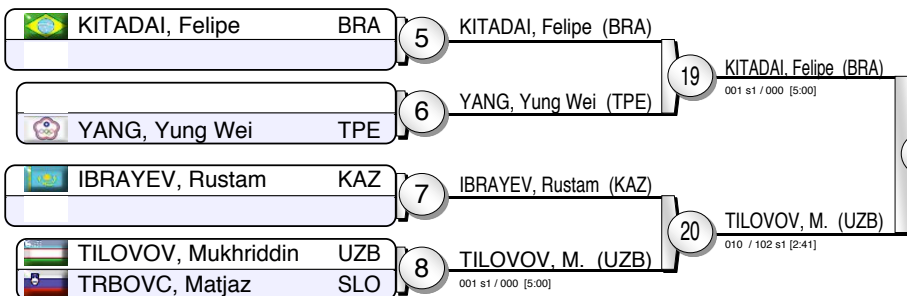 KITADAI, Felipe BRA
5
KITADAI, Felipe (BRA)
19
KITADAI, Felipe (BRA)
001 s1 / 000 [5:00]
YANG, Yung Wei TPE
6
YANG, Yung Wei (TPE)
IBRAYEV, Rustam KAZ
7
IBRAYEV, Rustam (KAZ)
20
TILOVOV, M. (UZB)
010 / 102 s1 [2:41]
TILOVOV, Mukhriddin UZB
TRBOVC, Matjaz SLO
8
TILOVOV, M. (UZB)
001 s1 / 000 [5:00]